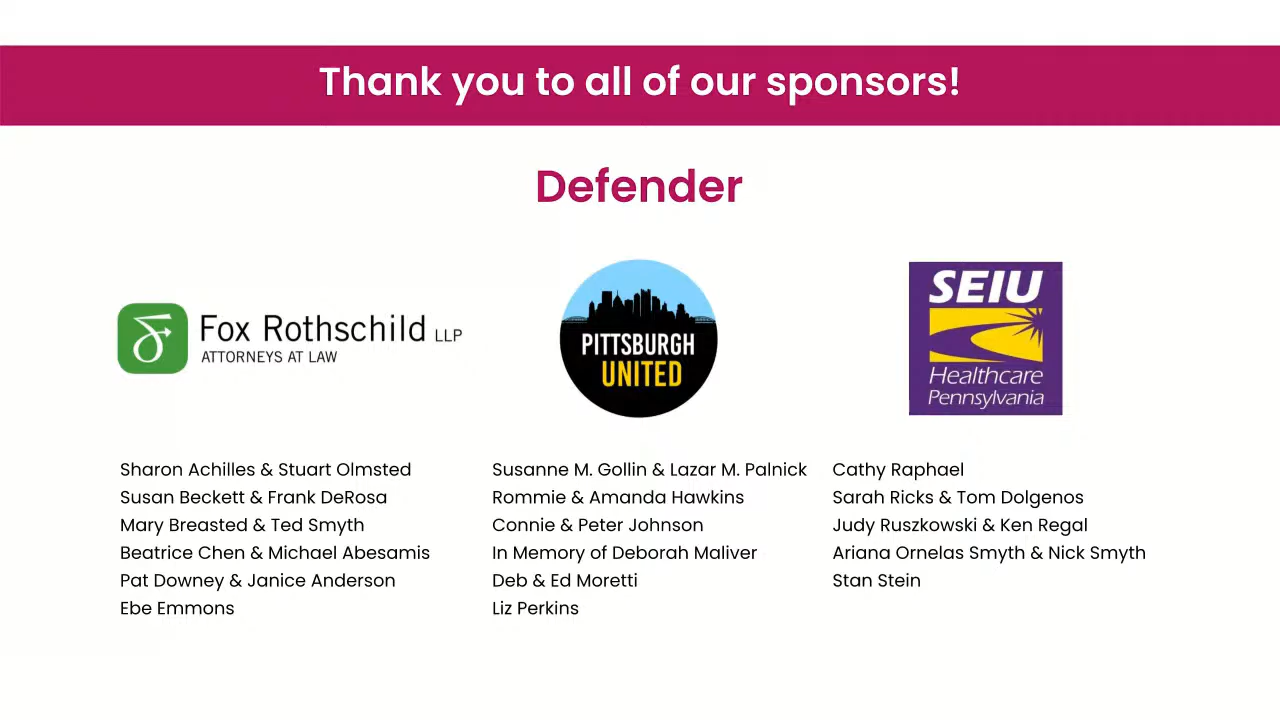 Thank you to all of our sponsors!
Defender
Fox Rothschild LLP
ATTORNEYS AT LAW
PITTSBURGH
UNITED
SEIU
Healthcare
Pennsylvania
Sharon Achilles & Stuart Olmsted
Susan Beckett & Frank DeRosa
Mary Breasted & Ted Smyth
Beatrice Chen & Michael Abesamis
Pat Downey & Janice Anderson
Ebe Emmons
Susanne M. Gollin & Lazar M. Palnick
Rommie & Amanda Hawkins
Connie & Peter Johnson
In Memory of Deborah Maliver
Deb & Ed Moretti
Liz Perkins
Cathy Raphael
Sarah Ricks & Tom Dolgenos
Judy Ruszkowski & Ken Regal
Ariana Ornelas Smyth & Nick Smyth
Stan Stein